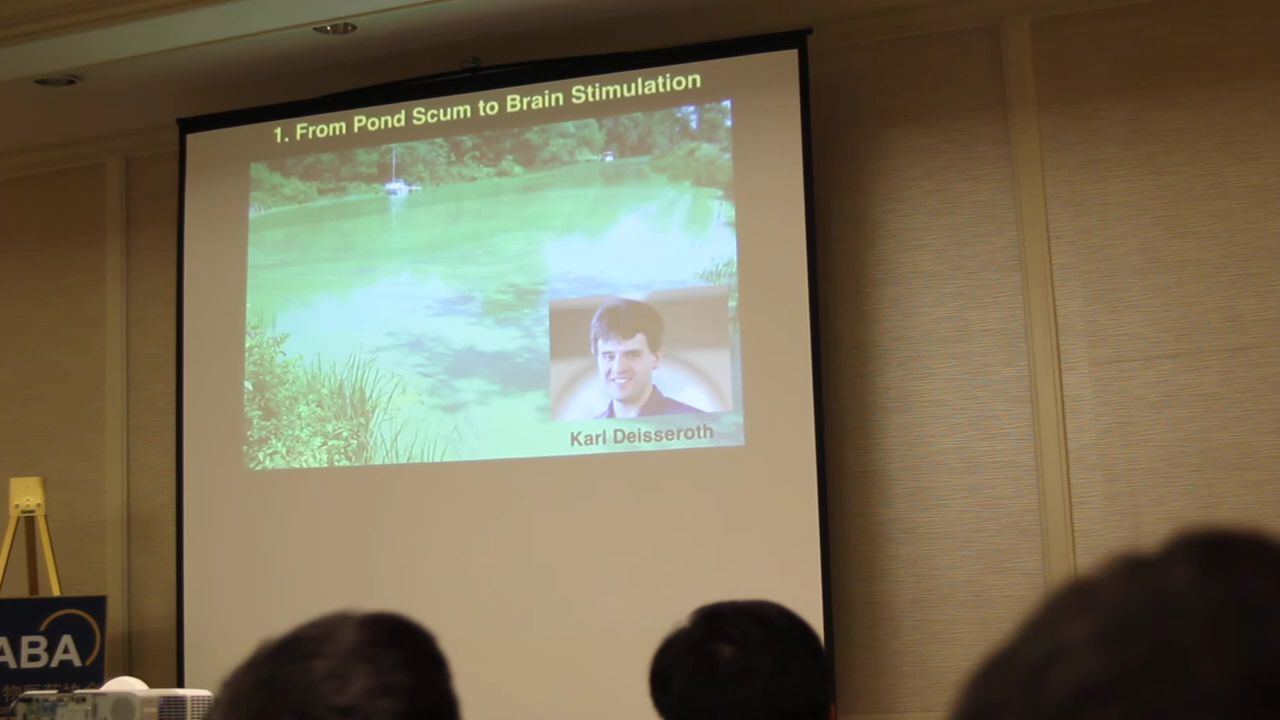 1. From Pond Scum to Brain Stimulation
Karl Deisseroth
ABA